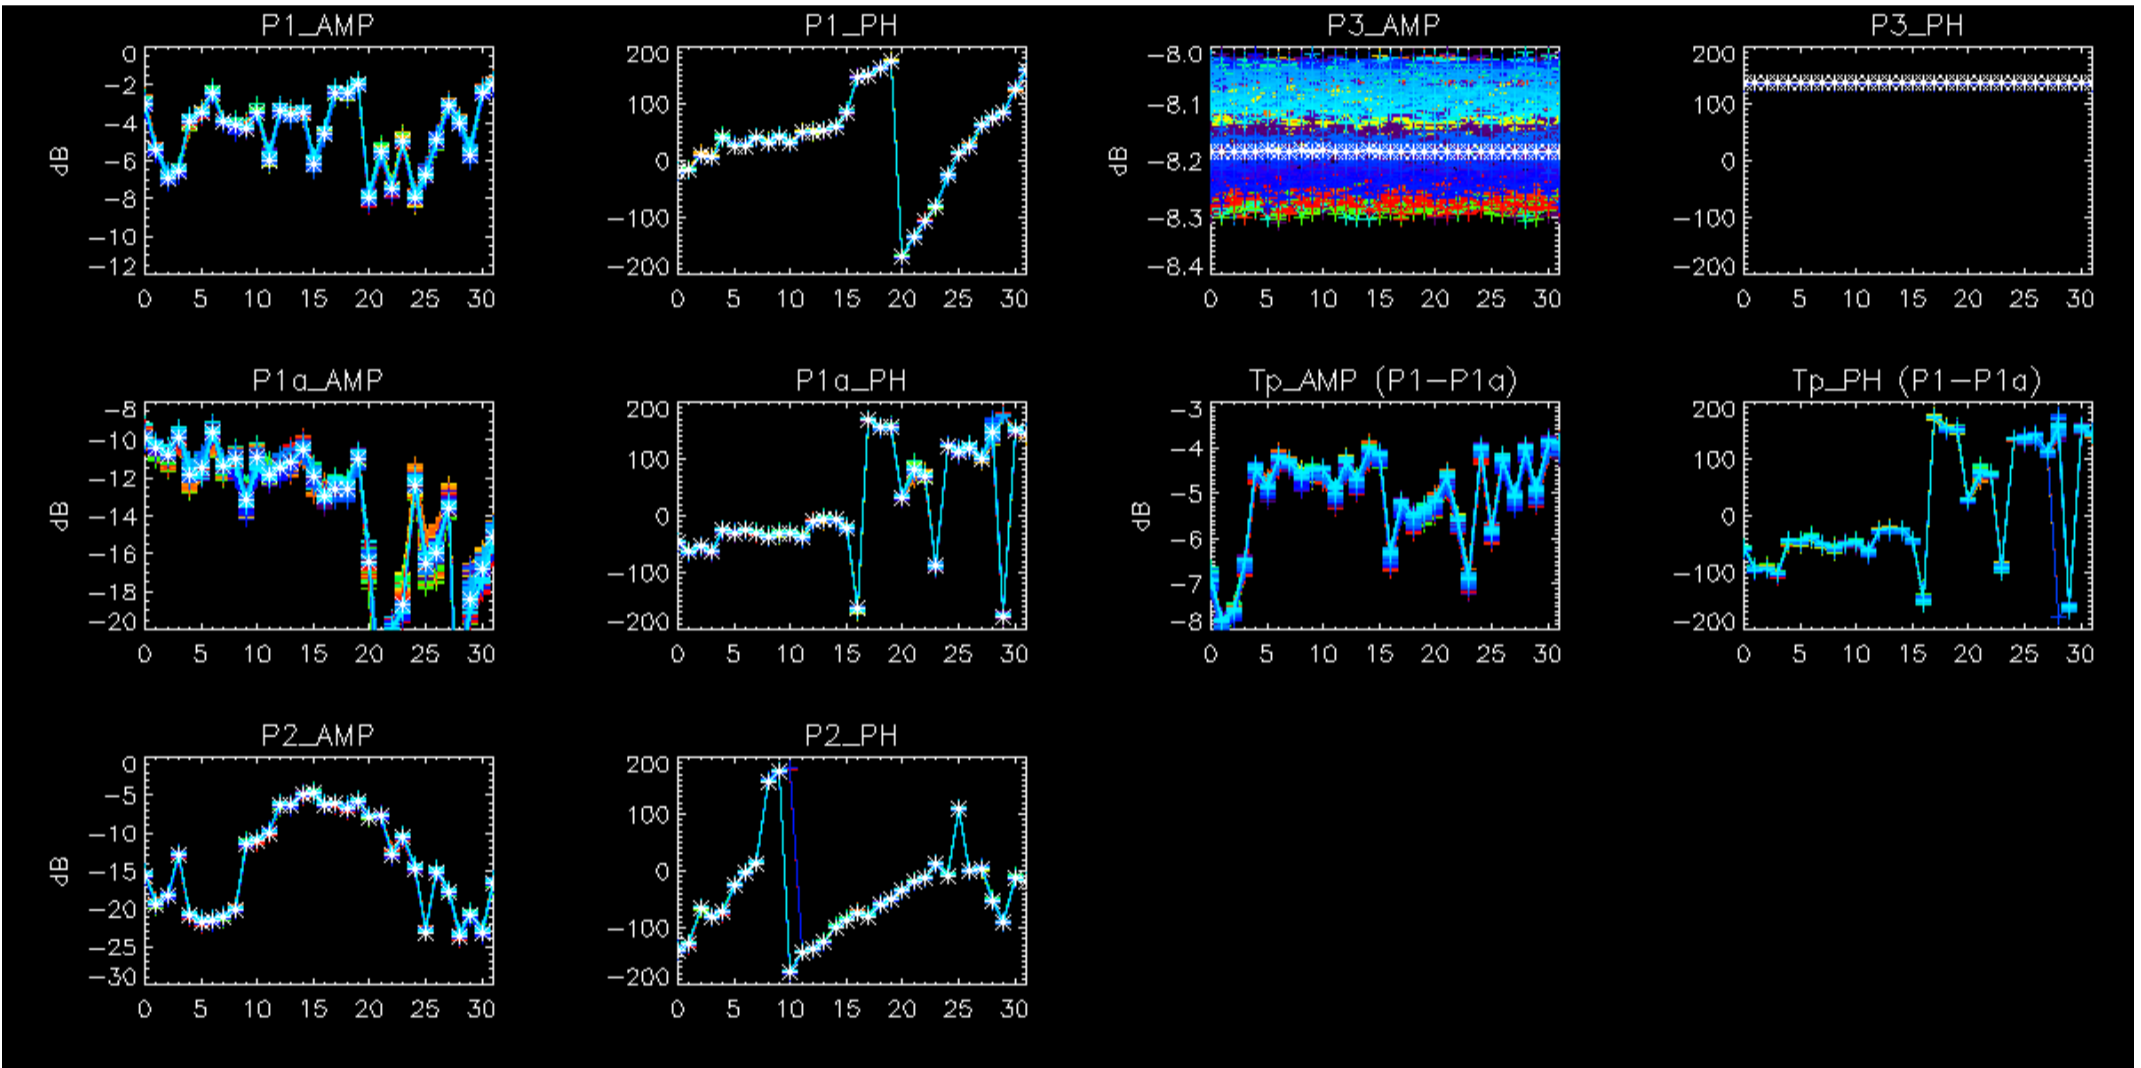 P1_AMP
dB
0
−2
−4
−6
−8
−10
−12
0 5 10 15 20 25 30
P1_PH
200
100
0
−100
−200
0 5 10 15 20 25 30
P3_AMP
dB
−8.0
−8.1
−8.2
−8.3
−8.4
0 5 10 15 20 25 30
P3_PH
200
100
0
−100
−200
0 5 10 15 20 25 30
P1a_AMP
dB
−8
−10
−12
−14
−16
−18
−20
0 5 10 15 20 25 30
P1a_PH
200
100
0
−100
−200
0 5 10 15 20 25 30
Tp_AMP (P1−P1a)
dB
−3
−4
−5
−6
−7
−8
0 5 10 15 20 25 30
Tp_PH (P1−P1a)
200
100
0
−100
−200
0 5 10 15 20 25 30
P2_AMP
dB
0
−5
−10
−15
−20
−25
−30
0 5 10 15 20 25 30
P2_PH
200
100
0
−100
−200
0 5 10 15 20 25 30